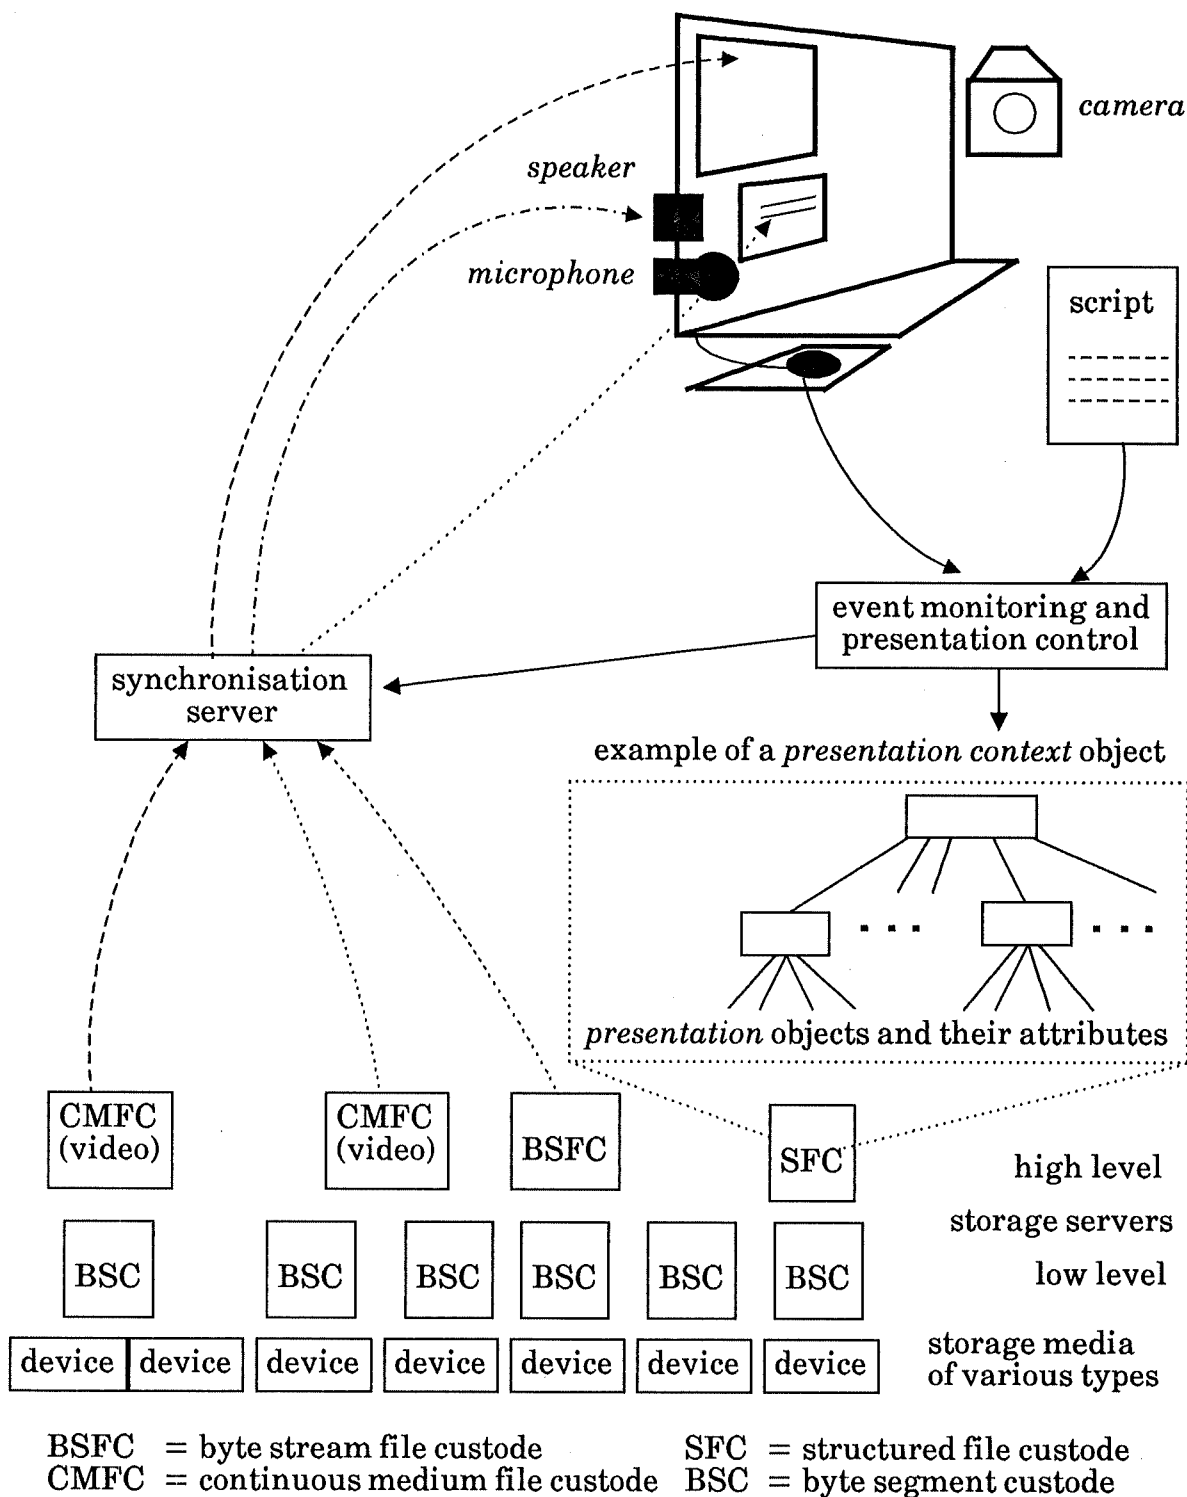 camera
speaker
microphone
script
event monitoring and
presentation control
synchronisation
server
example of a presentation context object
presentation objects and their attributes
CMFC
(video)
CMFC
(video)
BSFC
SFC
high level
storage servers
BSC
BSC
BSC
BSC
BSC
BSC
low level
device
device
device
device
device
device
device
storage media
of various types
BSFC = byte stream file custode
SFC = structured file custode
CMFC = continuous medium file custode
BSC = byte segment custode